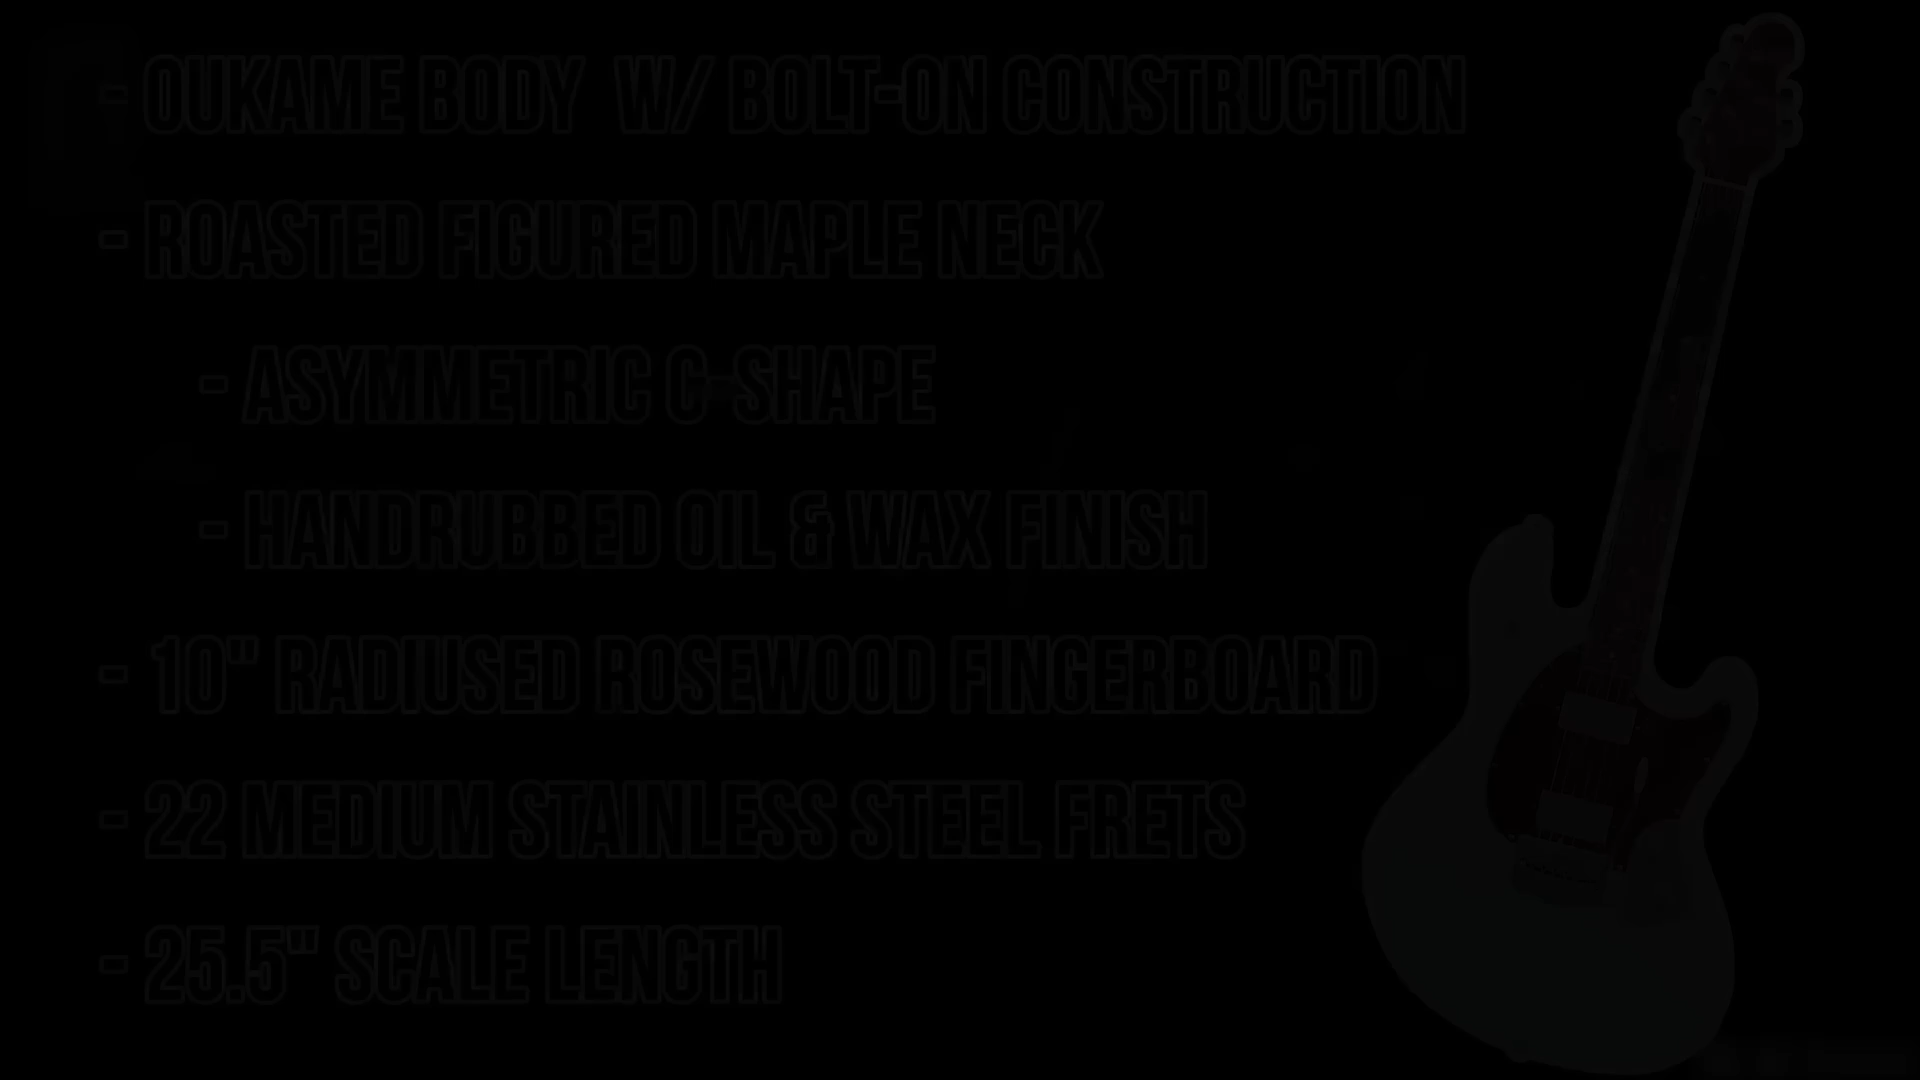 - OUKAME BODY W/ BOLT-ON CONSTRUCTION
- ROASTED FIGURED MAPLE NECK
- ASYMMETRIC C-SHAPE
- HANDRUBBED OIL & WAX FINISH
- 10" RADIUSED ROSEWOOD FINGERBOARD
- 22 MEDIUM STAINLESS STEEL FRETS
- 25.5" SCALE LENGTH